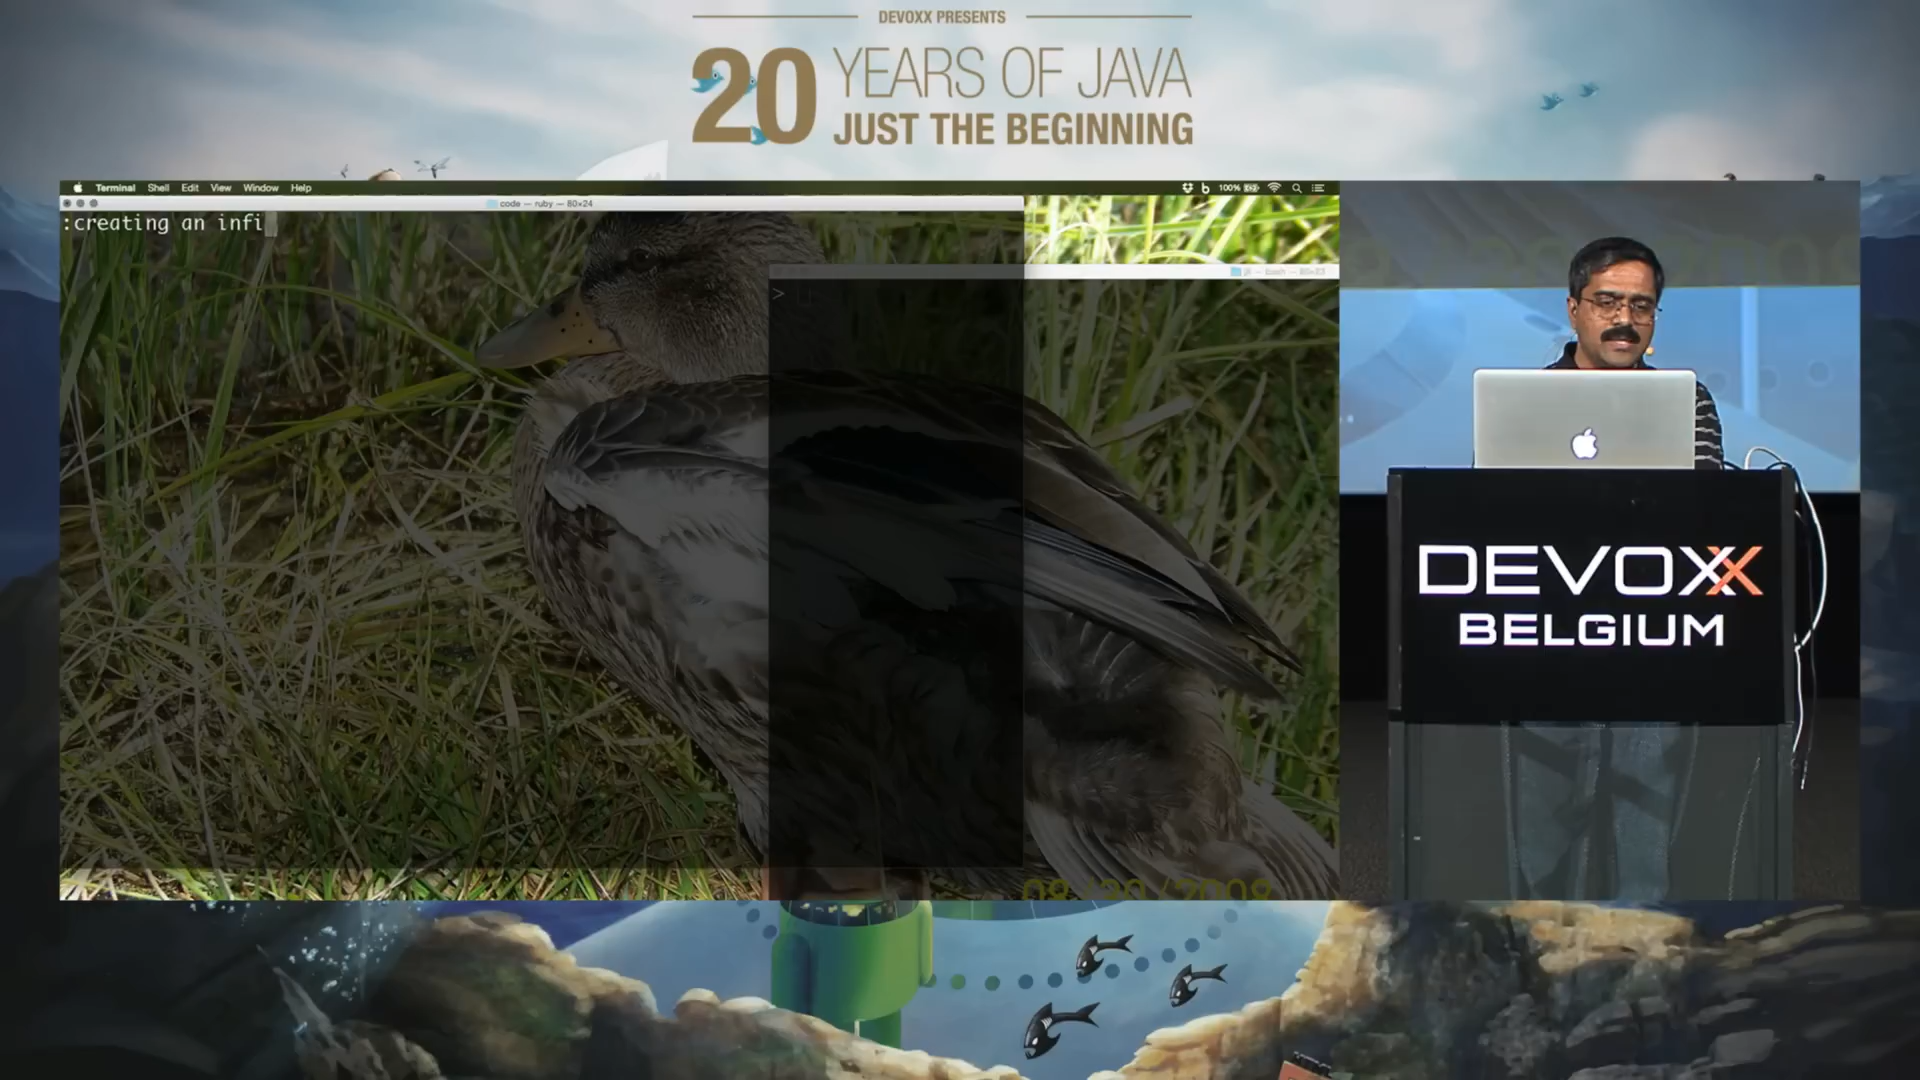 DEVOXX PRESENTS
20 YEARS OF JAVA
JUST THE BEGINNING
Terminal Shell Edit View Window Help
100%
code — ruby — 80×24
:creating an infi
>
DEVOXX
BELGIUM